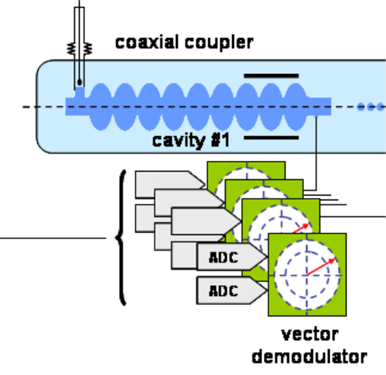 coaxial coupler
cavity #1
ADC
ADC
vector
demodulator